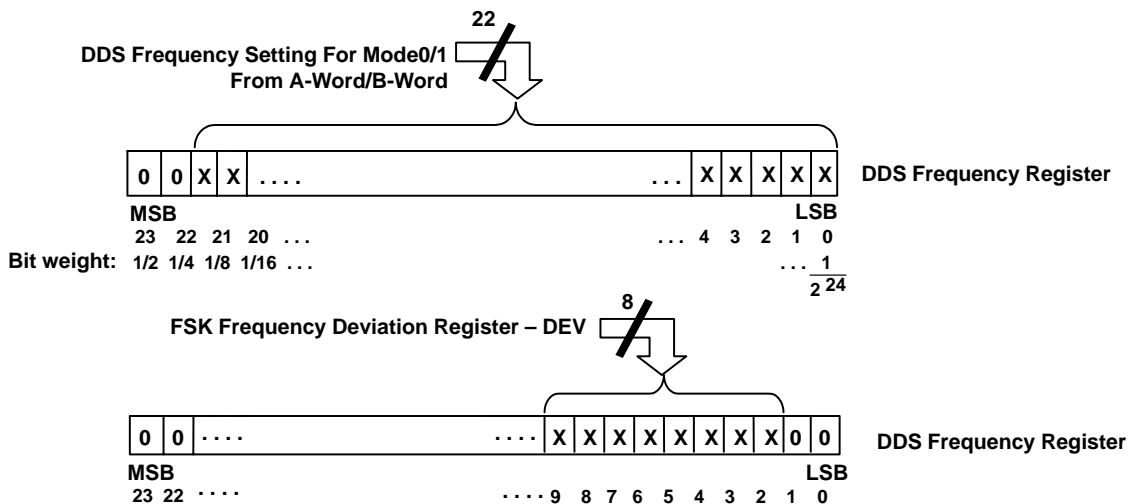 22
DDS Frequency Setting For Mode0/1
From A-Word/B-Word
0 0 X X .... ... X X X X X DDS Frequency Register
MSB LSB
23 22 21 20 ... ... 4 3 2 1 0
Bit weight: 1/2 1/4 1/8 1/16 ... ... 1
2 24
8
FSK Frequency Deviation Register – DEV
0 0 .... .... X X X X X X X X 0 0 DDS Frequency Register
MSB LSB
23 22 .... .... 9 8 7 6 5 4 3 2 1 0